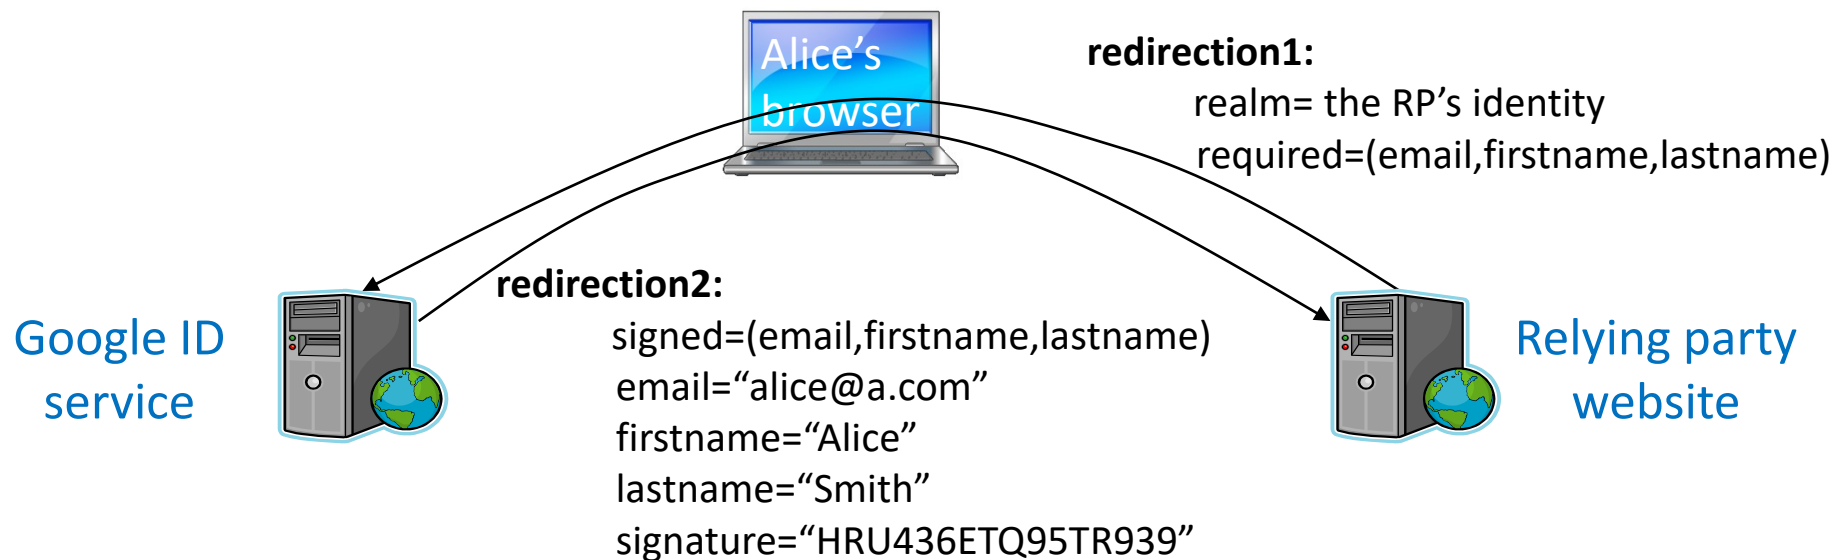 Alice’s
browser
redirection1:
realm= the RP’s identity
required=(email,firstname,lastname)
redirection2:
signed=(email,firstname,lastname)
email=“alice@a.com”
firstname=“Alice”
lastname=“Smith”
signature=“HRU436ETQ95TR939”
Google ID
service
Relying party
website